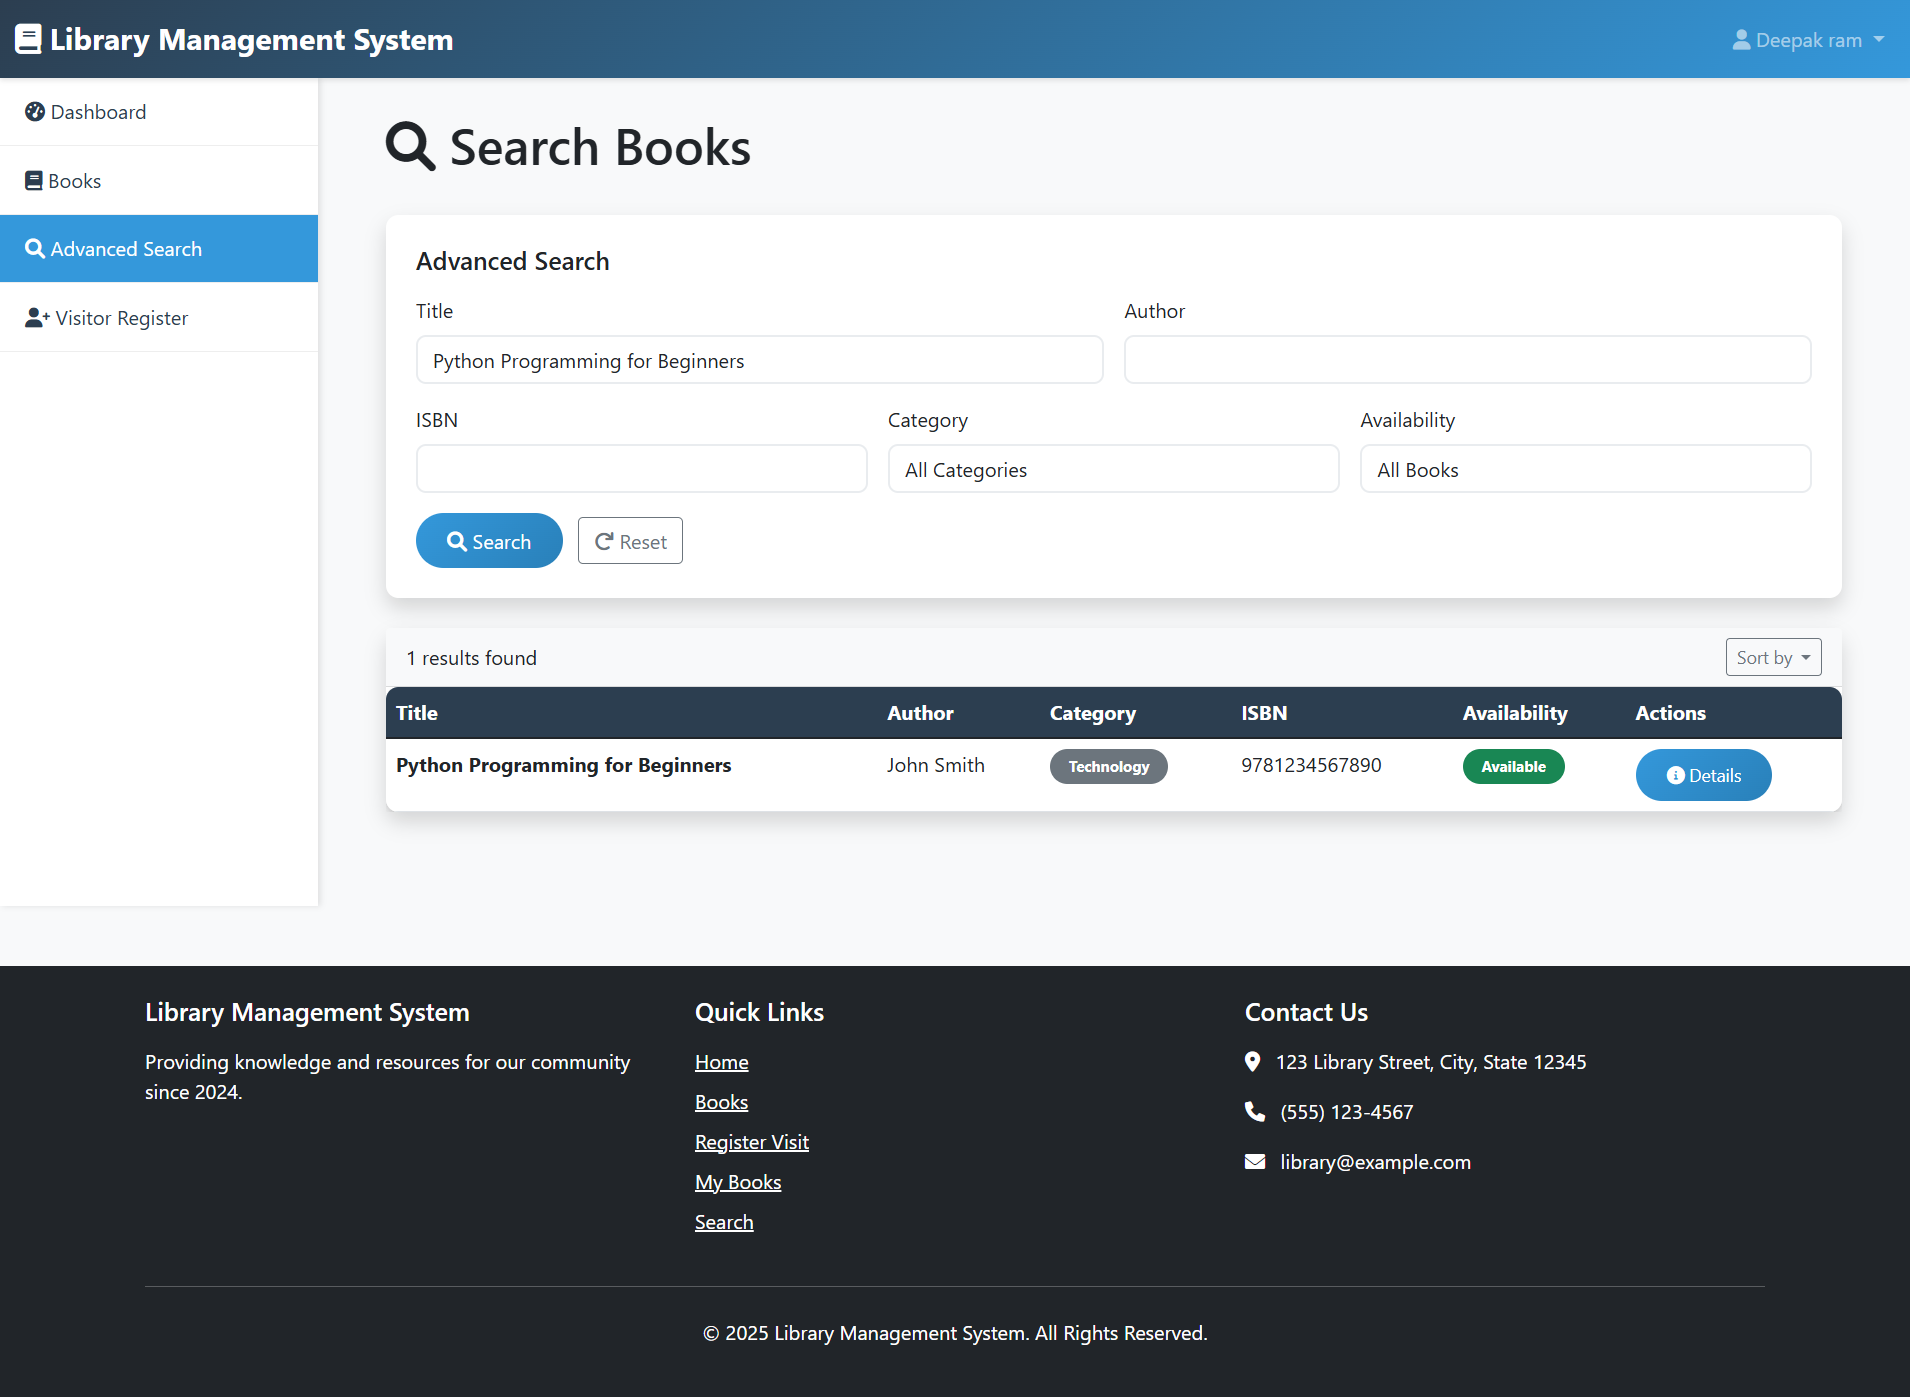 Library Management System
Deepak ram
Dashboard
Books
Advanced Search
Visitor Register
Search Books
Advanced Search
Title
Author
Python Programming for Beginners
ISBN
Category
Availability
All Categories
All Books
Search
Reset
1 results found
Sort by
Title Author Category ISBN Availability Actions
Python Programming for Beginners John Smith Technology 9781234567890 Available Details
Library Management System
Providing knowledge and resources for our community
since 2024.
Quick Links
Home
Books
Register Visit
My Books
Search
Contact Us
123 Library Street, City, State 12345
(555) 123-4567
library@example.com
© 2025 Library Management System. All Rights Reserved.